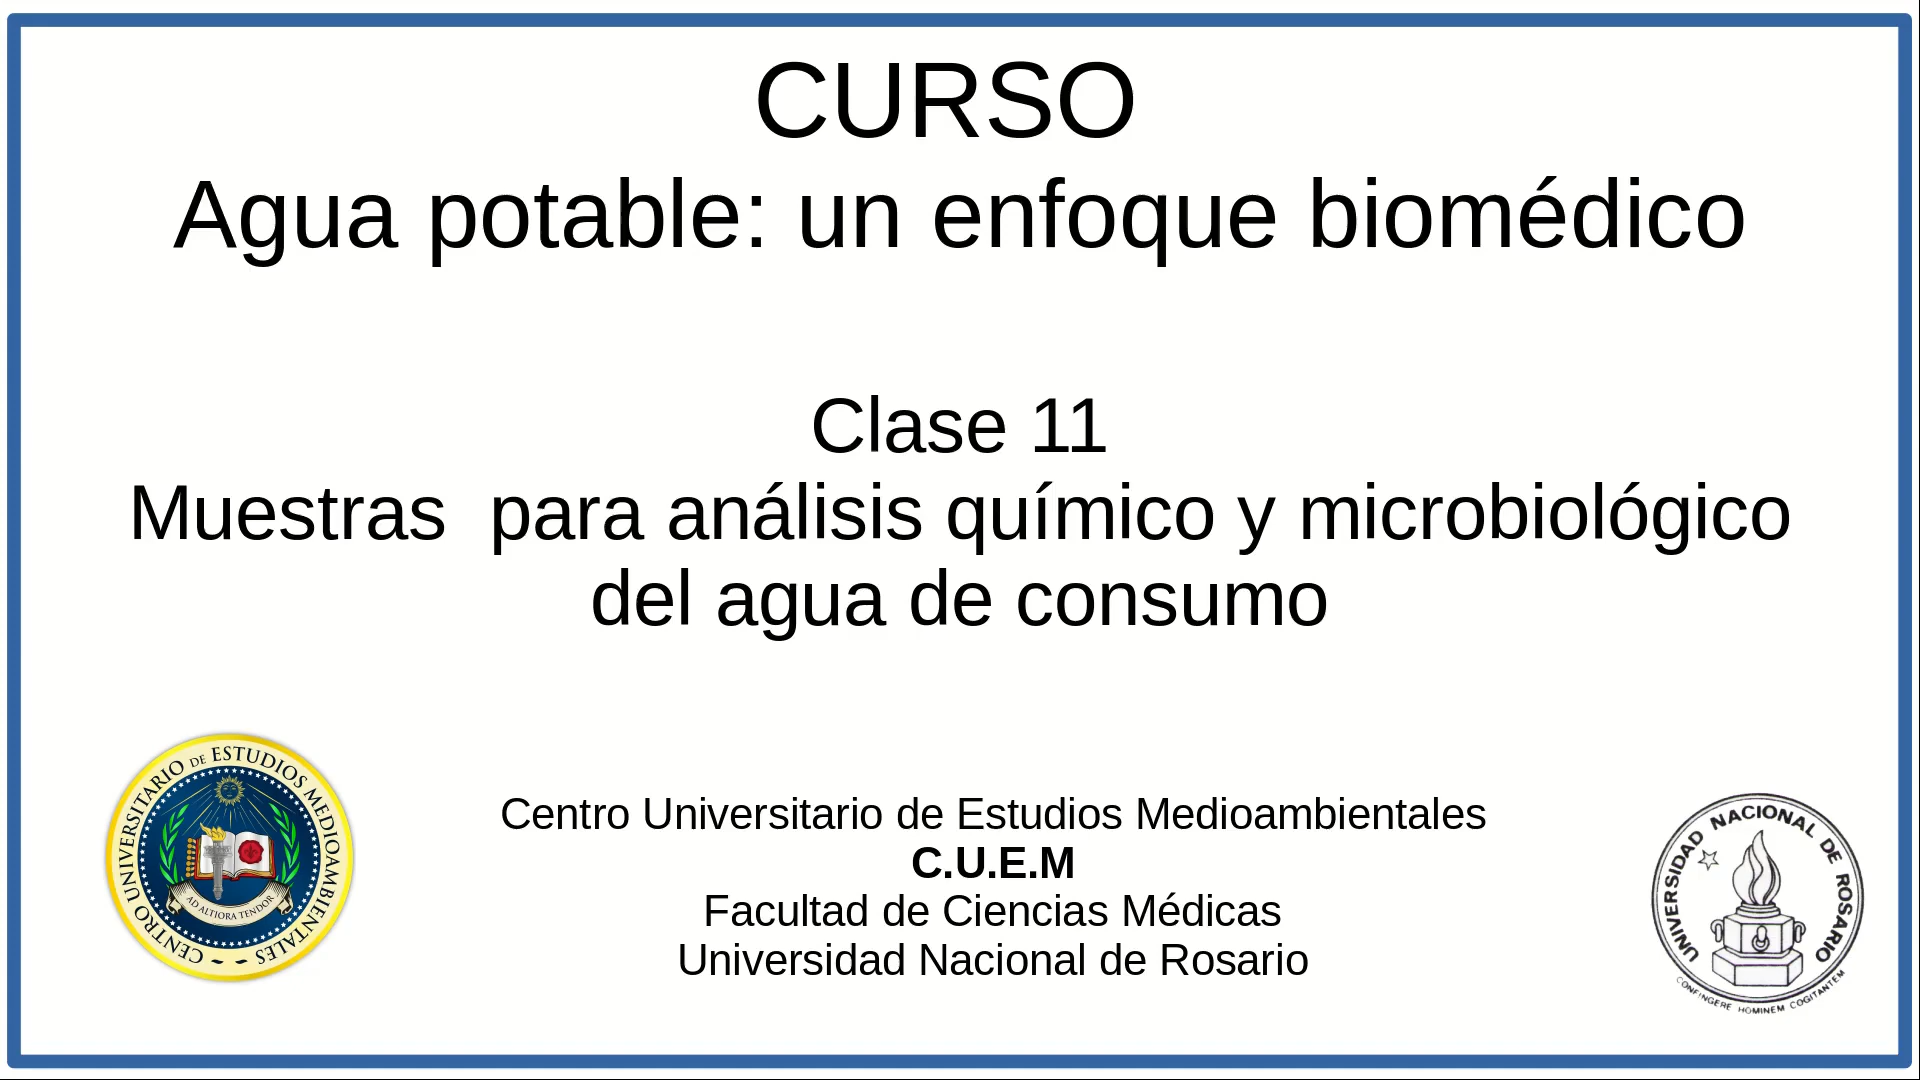 CURSO
Agua potable: un enfoque biomédico
Clase 11
Muestras  para análisis químico y microbiológico
del agua de consumo
CENTRO UNIVERSITARIO DE ESTUDIOS MEDIOAMBIENTALES
AD ALTIORA TENDOR
Centro Universitario de Estudios Medioambientales
C.U.E.M
Facultad de Ciencias Médicas
Universidad Nacional de Rosario
UNIVERSIDAD NACIONAL DE ROSARIO
CONFINGERE HOMINEM COGITANTEM